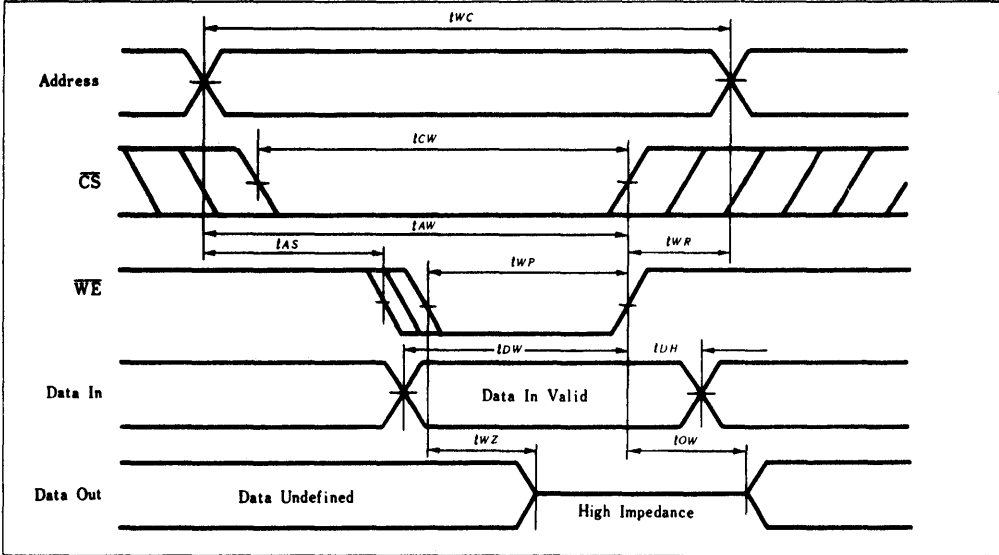 tWC
Address
tCW
CS
tAW
tAS
tWR
tWP
WE
tDW
tDH
Data In
Data In Valid
tWZ
tOW
Data Out
Data Undefined
High Impedance